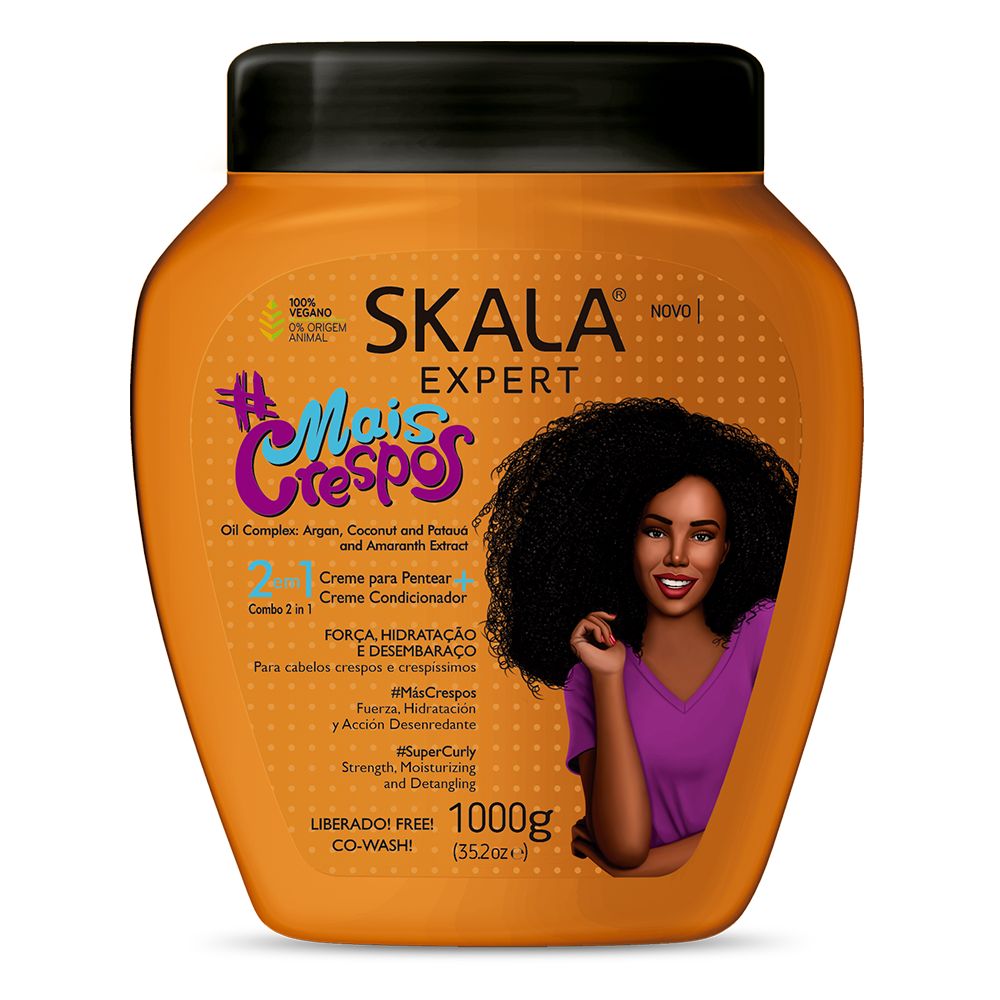 100%
VEGANO
0% ORIGEM
ANIMAL
SKALA®
NOVO
EXPERT
#Mais
Crespos
Oil Complex: Argan, Coconut and Patauá
and Amaranth Extract
2 em 1
Combo 2 in 1
Creme para Pentear +
Creme Condicionador
FORÇA, HIDRATAÇÃO
E DESEMBARAÇO
Para cabelos crespos e crespíssimos
#MásCrespos
Fuerza, Hidratación
y Acción Desenredante
#SuperCurly
Strength, Moisturizing
and Detangling
LIBERADO! FREE!
CO-WASH!
1000g
(35.2oz ℮)